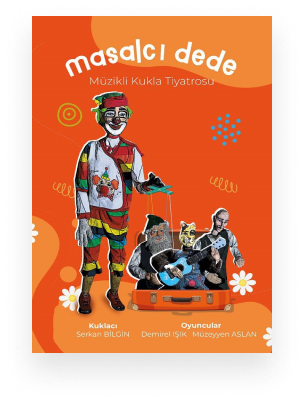 masalcı dede
Müzikli Kukla Tiyatrosu
Kuklacı
Serkan BİLGİN
Oyuncular
Demirel IŞIK Müzeyyen ASLAN